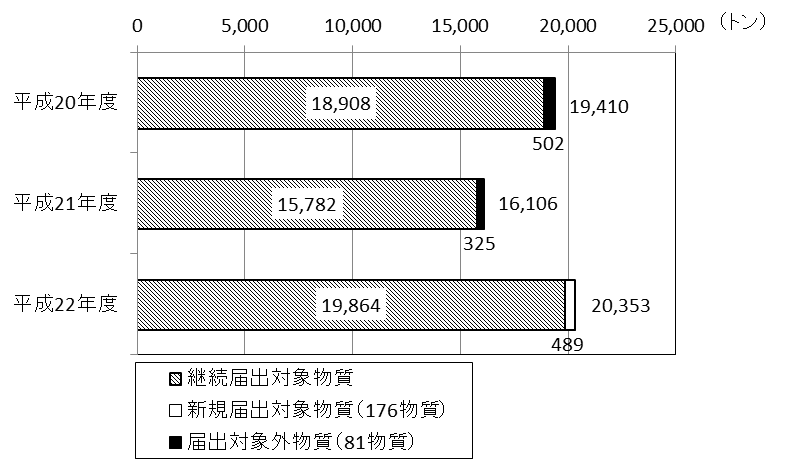 0 5,000 10,000 15,000 20,000 25,000 (トン)
平成20年度 18,908 19,410
502
平成21年度 15,782 16,106
325
平成22年度 19,864 20,353
489
継続届出対象物質
新規届出対象物質(176物質)
届出対象外物質(81物質)